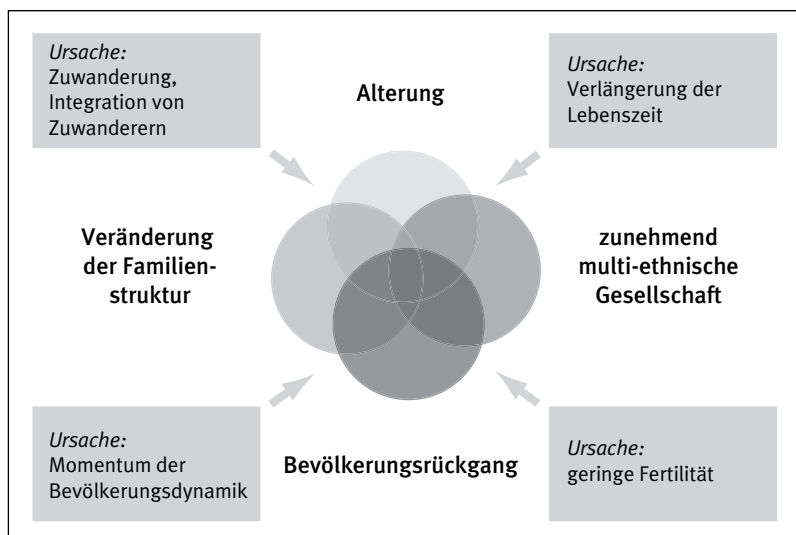 Ursache:
Zuwanderung,
Integration von
Zuwanderern
Alterung
Ursache:
Verlängerung der
Lebenszeit
Veränderung
der Familien-
struktur
zunehmend
multi-ethnische
Gesellschaft
Ursache:
Momentum der
Bevölkerungsdynamik
Bevölkerungsrückgang
Ursache:
geringe Fertilität